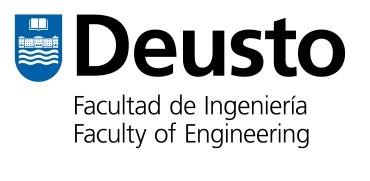 Deusto
Facultad de Ingeniería
Faculty of Engineering